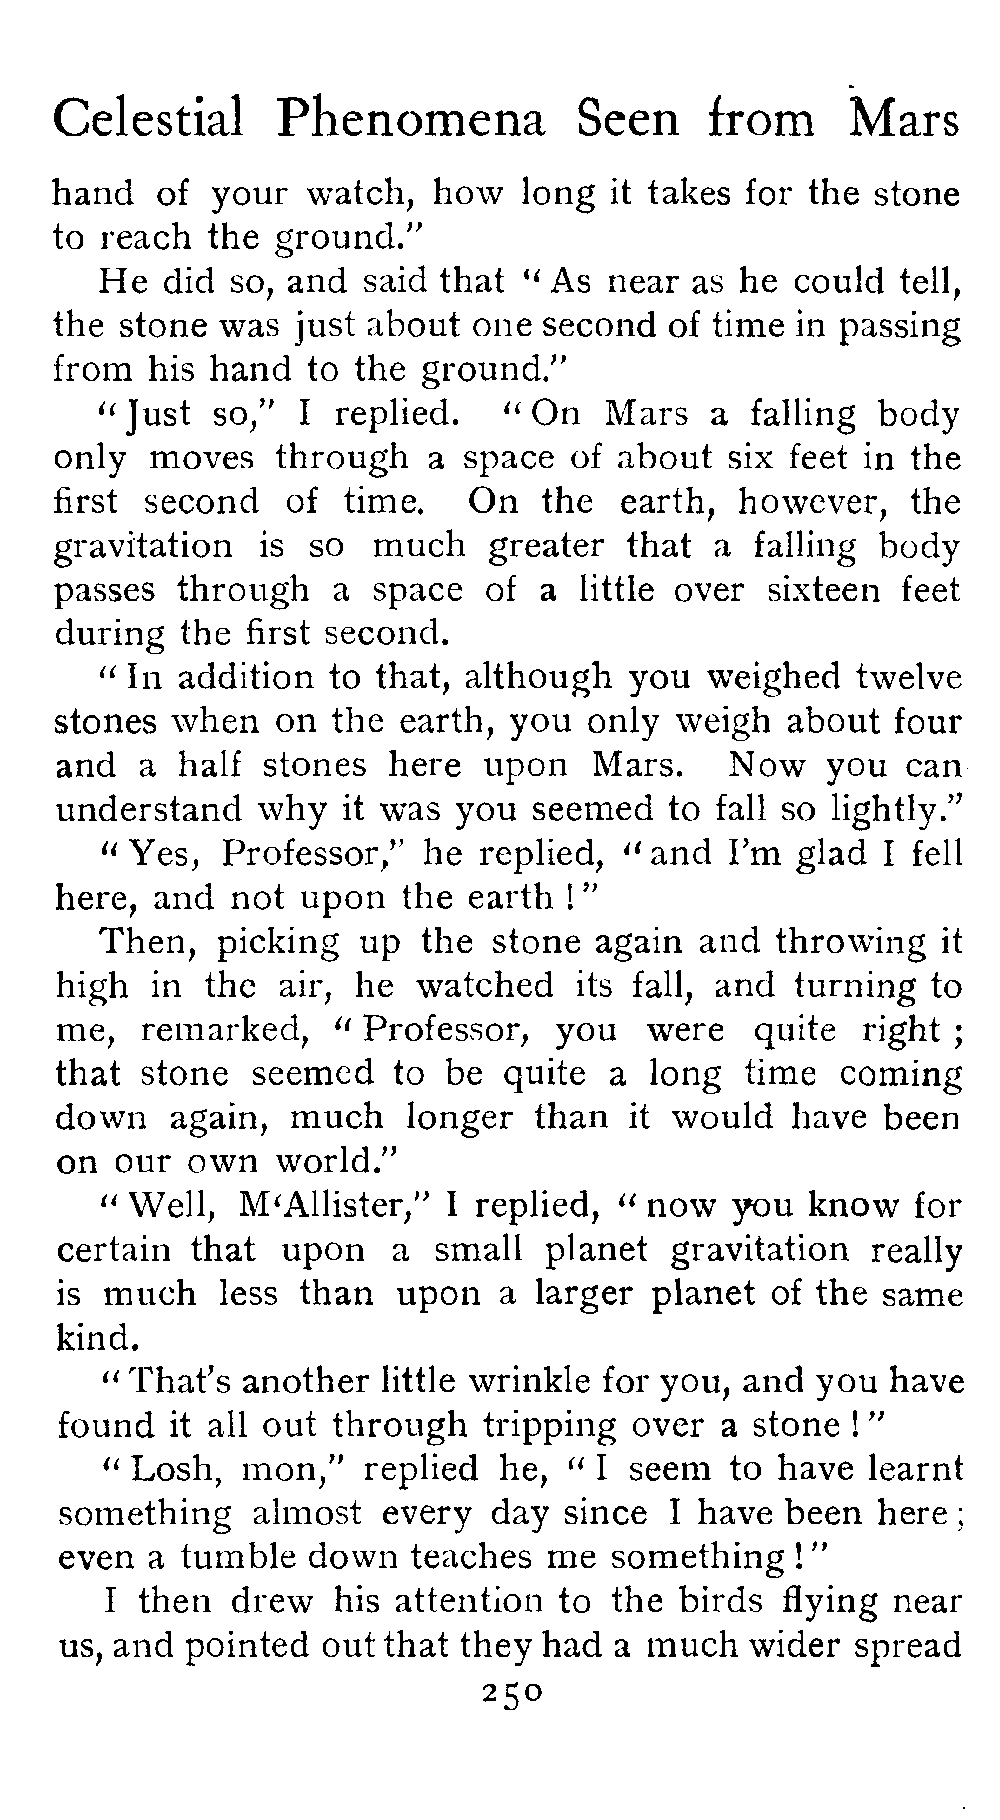 Celestial Phenomena Seen from Mars
hand of your watch, how long it takes for the stone
to reach the ground.”
He did so, and said that “As near as he could tell,
the stone was just about one second of time in passing
from his hand to the ground.”
“Just so,” I replied. “On Mars a falling body
only moves through a space of about six feet in the
first second of time. On the earth, however, the
gravitation is so much greater that a falling body
passes through a space of a little over sixteen feet
during the first second.
“In addition to that, although you weighed twelve
stones when on the earth, you only weigh about four
and a half stones here upon Mars. Now you can
understand why it was you seemed to fall so lightly.”
“Yes, Professor,” he replied, “and I’m glad I fell
here, and not upon the earth!”
Then, picking up the stone again and throwing it
high in the air, he watched its fall, and turning to
me, remarked, “Professor, you were quite right;
that stone seemed to be quite a long time coming
down again, much longer than it would have been
on our own world.”
“Well, M‘Allister,” I replied, “now you know for
certain that upon a small planet gravitation really
is much less than upon a larger planet of the same
kind.
“That’s another little wrinkle for you, and you have
found it all out through tripping over a stone!”
“Losh, mon,” replied he, “I seem to have learnt
something almost every day since I have been here;
even a tumble down teaches me something!”
I then drew his attention to the birds flying near
us, and pointed out that they had a much wider spread
250